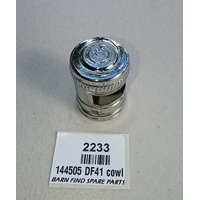 2233
144505 DF41 cowl
BARN FIND SPARE PARTS